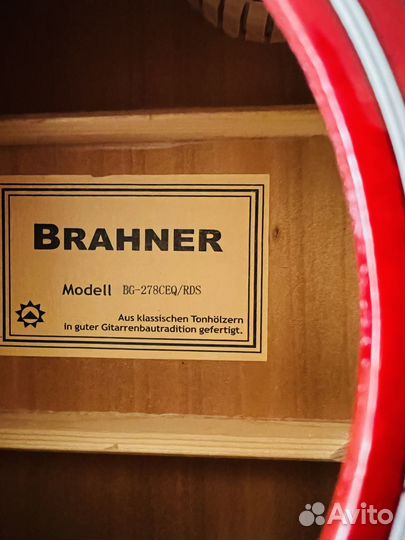 BRAHNER
Modell BG-278CEQ/RDS
Aus klassischen Tonhölzern
in guter Gitarrenbautradition gefertigt.
Avito